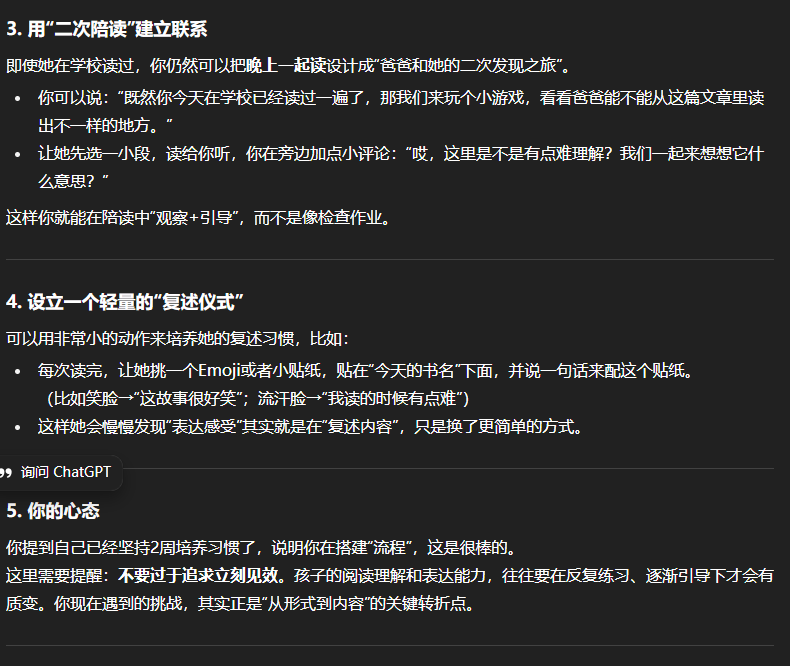 3. 用“二次陪读”建立联系
即使她在学校读过，你仍然可以把晚上一起读设计成“爸爸和她的二次发现之旅”。
• 你可以说：“既然你今天在学校已经读过一遍了，那我们来玩个小游戏，看看爸爸能不能从这篇文章里读
出不一样的地方。”
• 让她先选一小段，读给你听，你在旁边加点小评论：“哎，这里是不是有点难理解？我们一起来想想它什
么意思？”
这样你就能在陪读中“观察+引导”，而不是像检查作业。
4. 设立一个轻量的“复述仪式”
可以用非常小的动作来培养她的复述习惯，比如：
• 每次读完，让她挑一个Emoji或者小贴纸，贴在“今天的书名”下面，并说一句话来配这个贴纸。
（比如笑脸→“这故事很好笑”；流汗脸→“我读的时候有点难”）
• 这样她会慢慢发现“表达感受”其实就是在“复述内容”，只是换了更简单的方式。
询问 ChatGPT
5. 你的心态
你提到自己已经坚持2周培养习惯了，说明你在搭建“流程”，这是很棒的。
这里需要提醒：不要过于追求立刻见效。孩子的阅读理解和表达能力，往往要在反复练习、逐渐引导下才会有
质变。你现在遇到的挑战，其实正是“从形式到内容”的关键转折点。